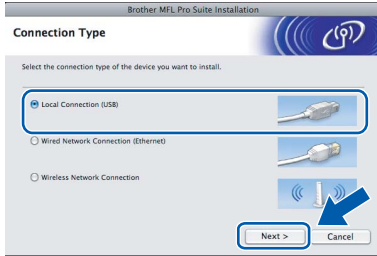 Brother MFL Pro Suite Installation
Connection Type
Select the connection type of the device you want to install.
Local Connection (USB)
Wired Network Connection (Ethernet)
Wireless Network Connection
Next >
Cancel